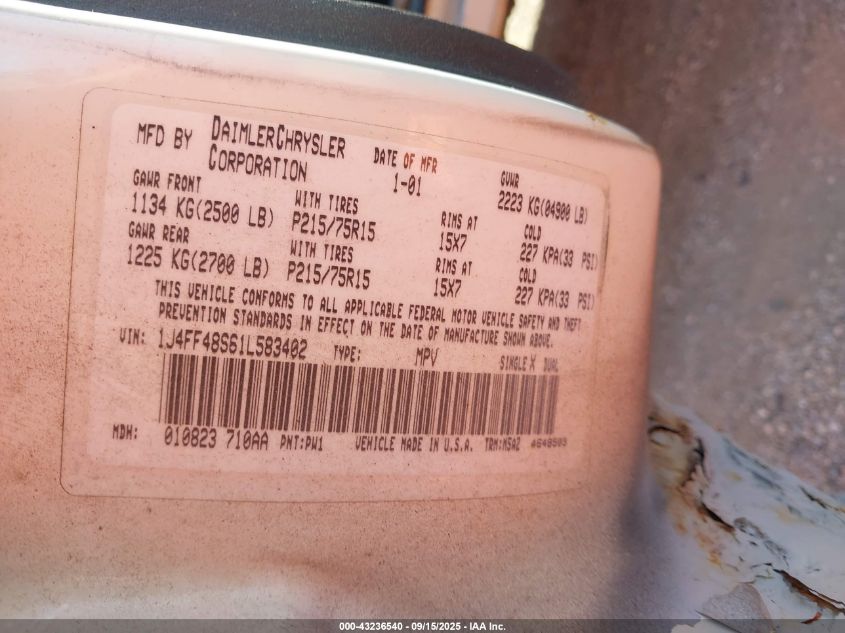 MFD BY DAIMLERCHRYSLER CORPORATION DATE OF MFR 1-01 GVWR 2223 KG(04900 LB)
GAWR FRONT WITH TIRES RIMS AT COLD
1134 KG(2500 LB) P215/75R15 15X7 227 KPA(33 PSI)
GAWR REAR WITH TIRES RIMS AT COLD
1225 KG(2700 LB) P215/75R15 15X7 227 KPA(33 PSI)
THIS VEHICLE CONFORMS TO ALL APPLICABLE FEDERAL MOTOR VEHICLE SAFETY AND THEFT
PREVENTION STANDARDS IN EFFECT ON THE DATE OF MANUFACTURE SHOWN ABOVE.
VIN: 1J4FF48S61L583402 TYPE: MPV SINGLE X DUAL
MDH: 010823 710AA PNT:PW1 VEHICLE MADE IN U.S.A. TRM:MSAZ 4648503
000-43236540 - 09/15/2025 - IAA Inc.